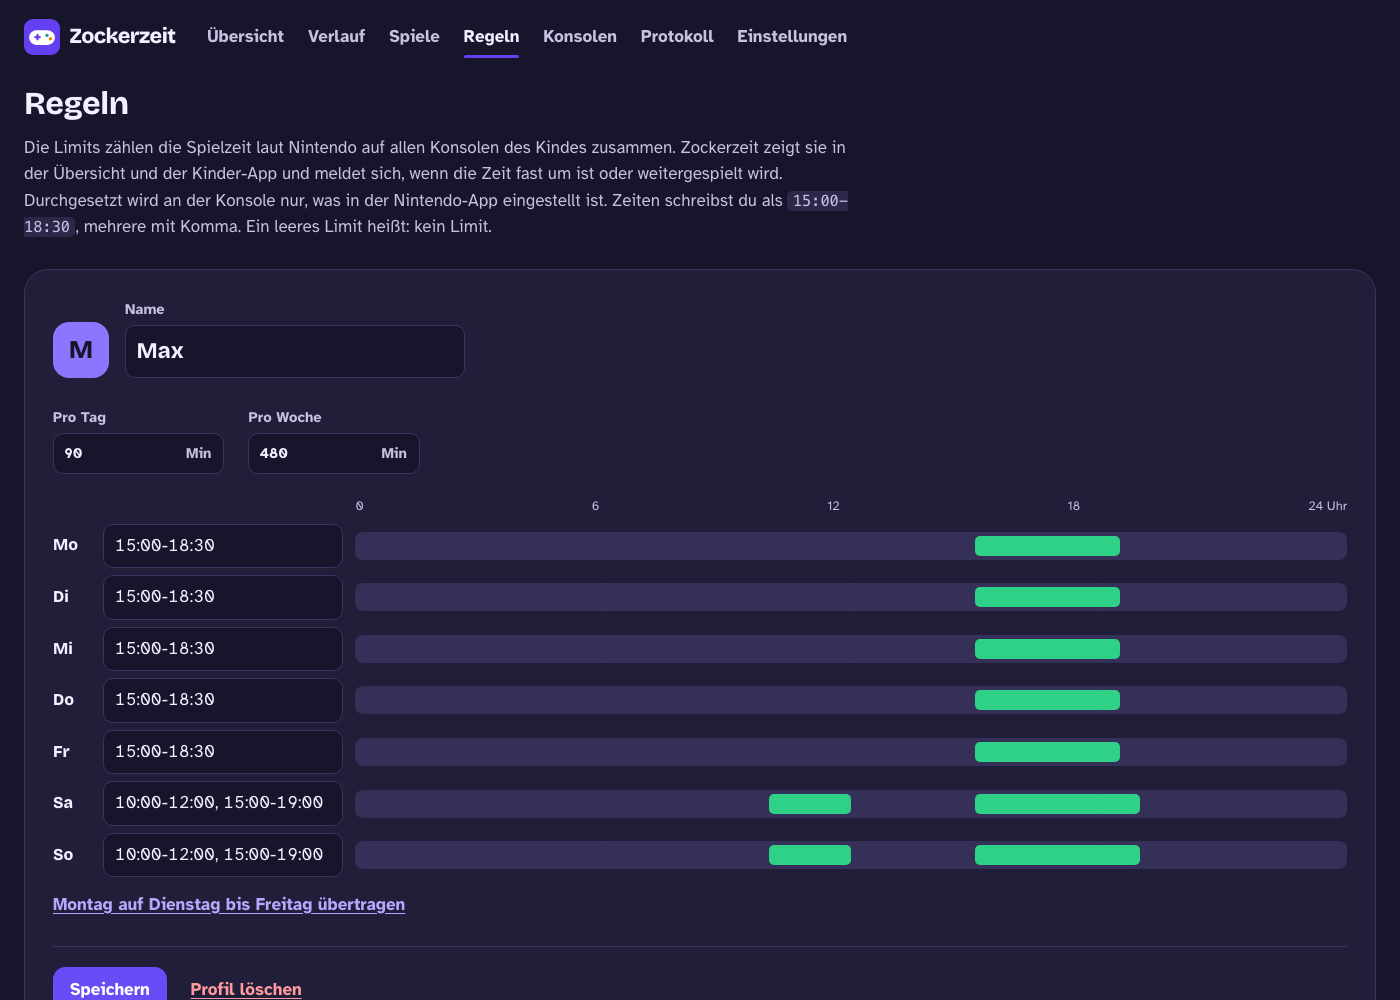 Zockerzeit Übersicht Verlauf Spiele Regeln Konsolen Protokoll Einstellungen
Regeln
Die Limits zählen die Spielzeit laut Nintendo auf allen Konsolen des Kindes zusammen. Zockerzeit zeigt sie in
der Übersicht und der Kinder-App und meldet sich, wenn die Zeit fast um ist oder weitergespielt wird.
Durchgesetzt wird an der Konsole nur, was in der Nintendo-App eingestellt ist. Zeiten schreibst du als 15:00–
18:30, mehrere mit Komma. Ein leeres Limit heißt: kein Limit.
Name
M Max
Pro Tag Pro Woche
90 Min 480 Min
0 6 12 18 24 Uhr
Mo 15:00-18:30
Di 15:00-18:30
Mi 15:00-18:30
Do 15:00-18:30
Fr 15:00-18:30
Sa 10:00-12:00, 15:00-19:00
So 10:00-12:00, 15:00-19:00
Montag auf Dienstag bis Freitag übertragen
Speichern Profil löschen